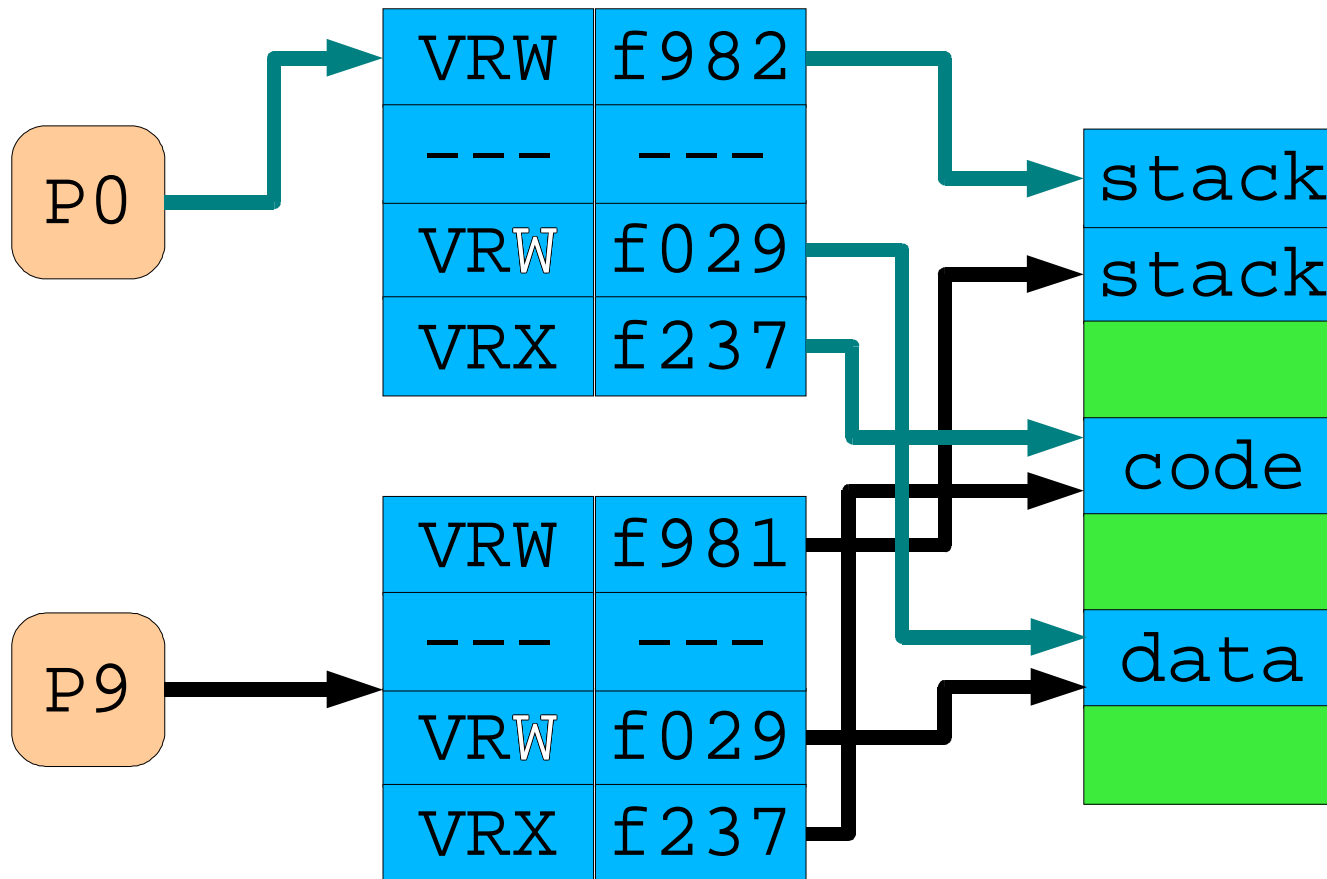 P0
VRW f982
--- ---
VRW f029
VRX f237
P9
VRW f981
--- ---
VRW f029
VRX f237
stack
stack
code
data